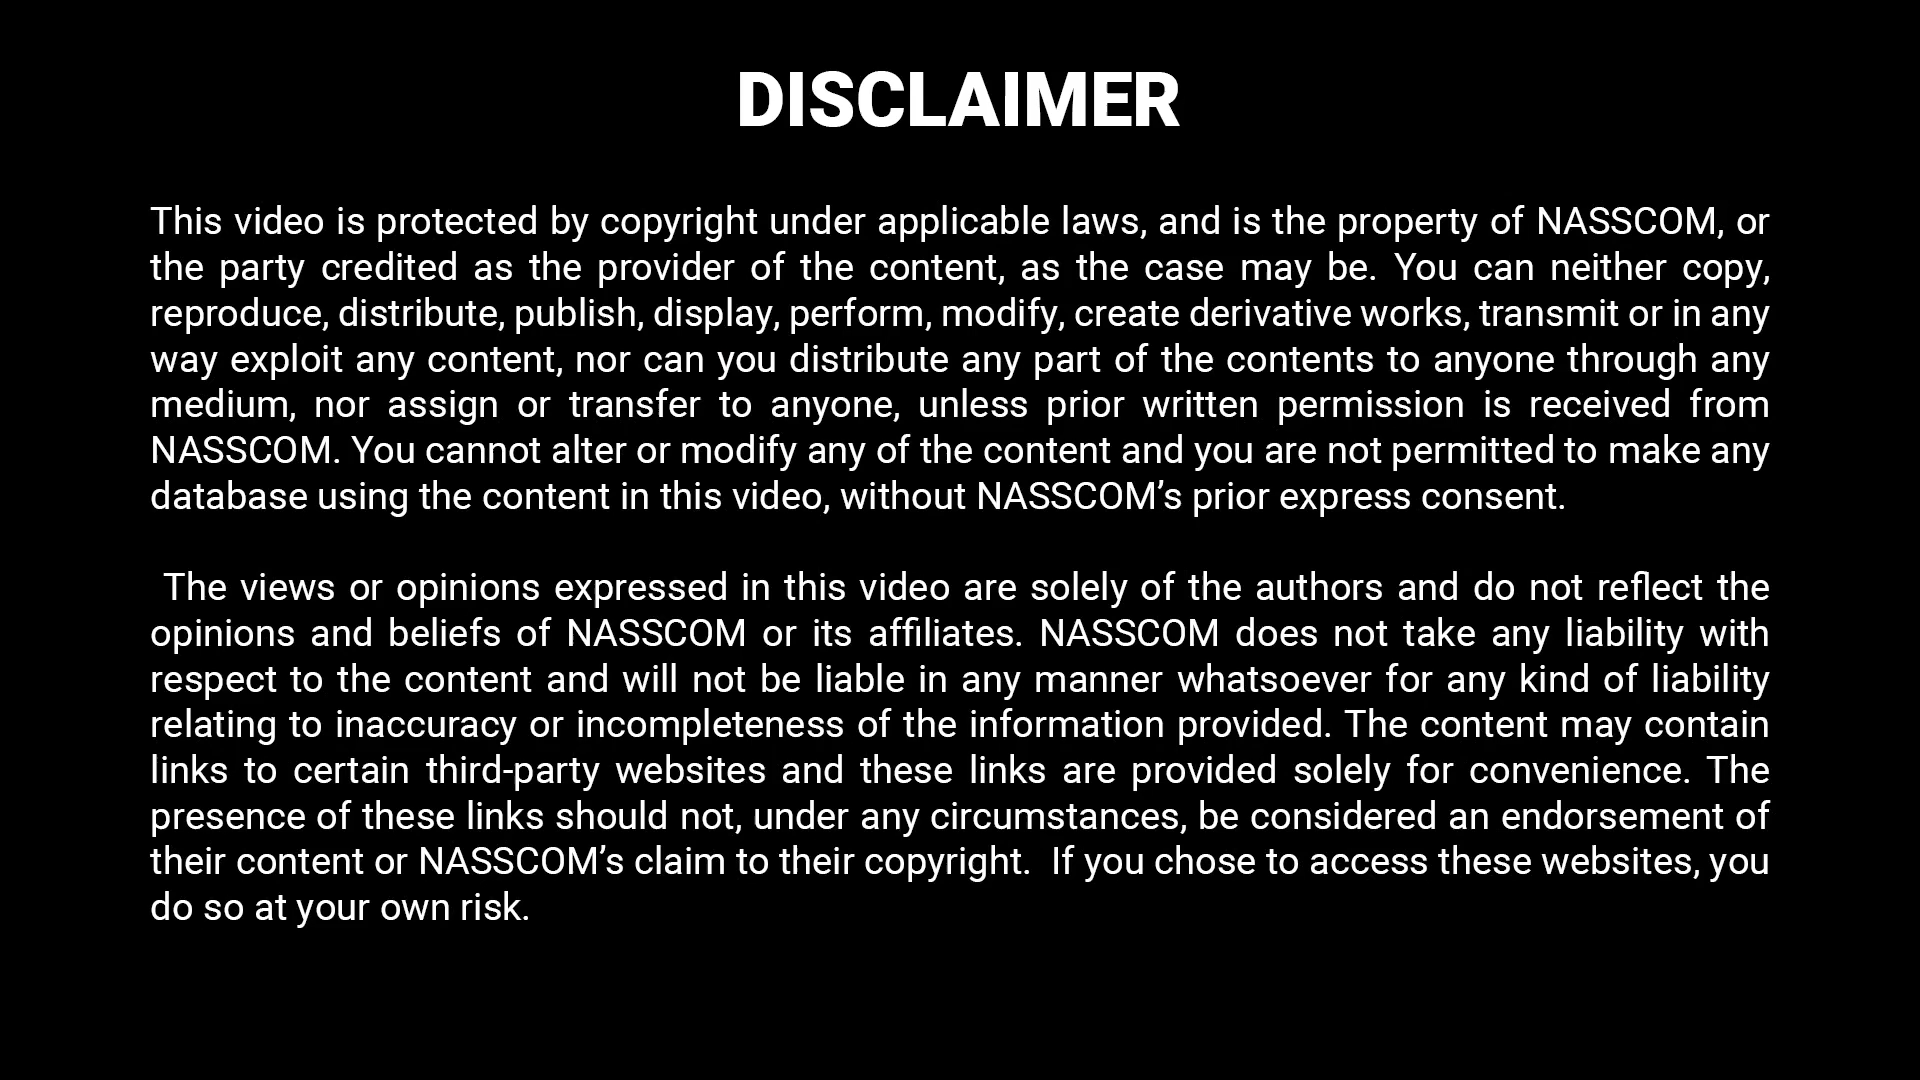 DISCLAIMER
This video is protected by copyright under applicable laws, and is the property of NASSCOM, or
the party credited as the provider of the content, as the case may be. You can neither copy,
reproduce, distribute, publish, display, perform, modify, create derivative works, transmit or in any
way exploit any content, nor can you distribute any part of the contents to anyone through any
medium, nor assign or transfer to anyone, unless prior written permission is received from
NASSCOM. You cannot alter or modify any of the content and you are not permitted to make any
database using the content in this video, without NASSCOM’s prior express consent.
The views or opinions expressed in this video are solely of the authors and do not reflect the
opinions and beliefs of NASSCOM or its affiliates. NASSCOM does not take any liability with
respect to the content and will not be liable in any manner whatsoever for any kind of liability
relating to inaccuracy or incompleteness of the information provided. The content may contain
links to certain third-party websites and these links are provided solely for convenience. The
presence of these links should not, under any circumstances, be considered an endorsement of
their content or NASSCOM’s claim to their copyright.  If you chose to access these websites, you
do so at your own risk.